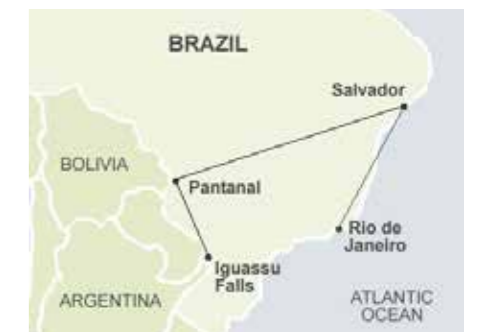 BRAZIL
Salvador
BOLIVIA
Pantanal
Rio de
Janeiro
Iguassu
Falls
ARGENTINA
ATLANTIC
OCEAN